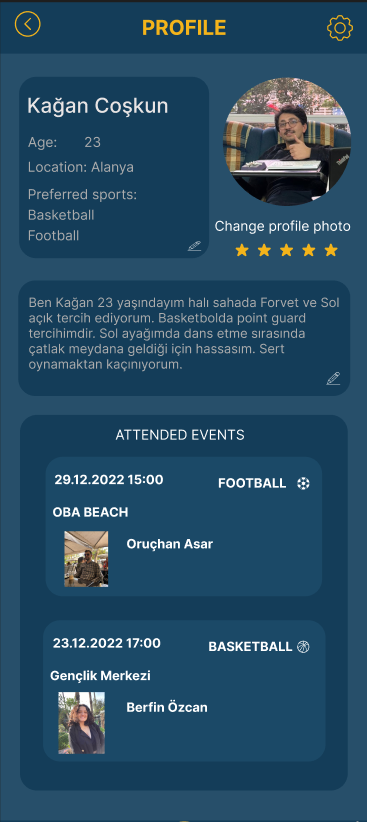 PROFILE
Kağan Coşkun
Age: 23
Location: Alanya
Preferred sports:
Basketball
Football
Change profile photo
Ben Kağan 23 yaşındayım halı sahada Forvet ve Sol
açık tercih ediyorum. Basketbolda point guard
tercihimdir. Sol ayağımda dans etme sırasında
çatlak meydana geldiği için hassasım. Sert
oynamaktan kaçınıyorum.
ATTENDED EVENTS
29.12.2022 15:00 FOOTBALL
OBA BEACH
Oruçhan Asar
23.12.2022 17:00 BASKETBALL
Gençlik Merkezi
Berfin Özcan